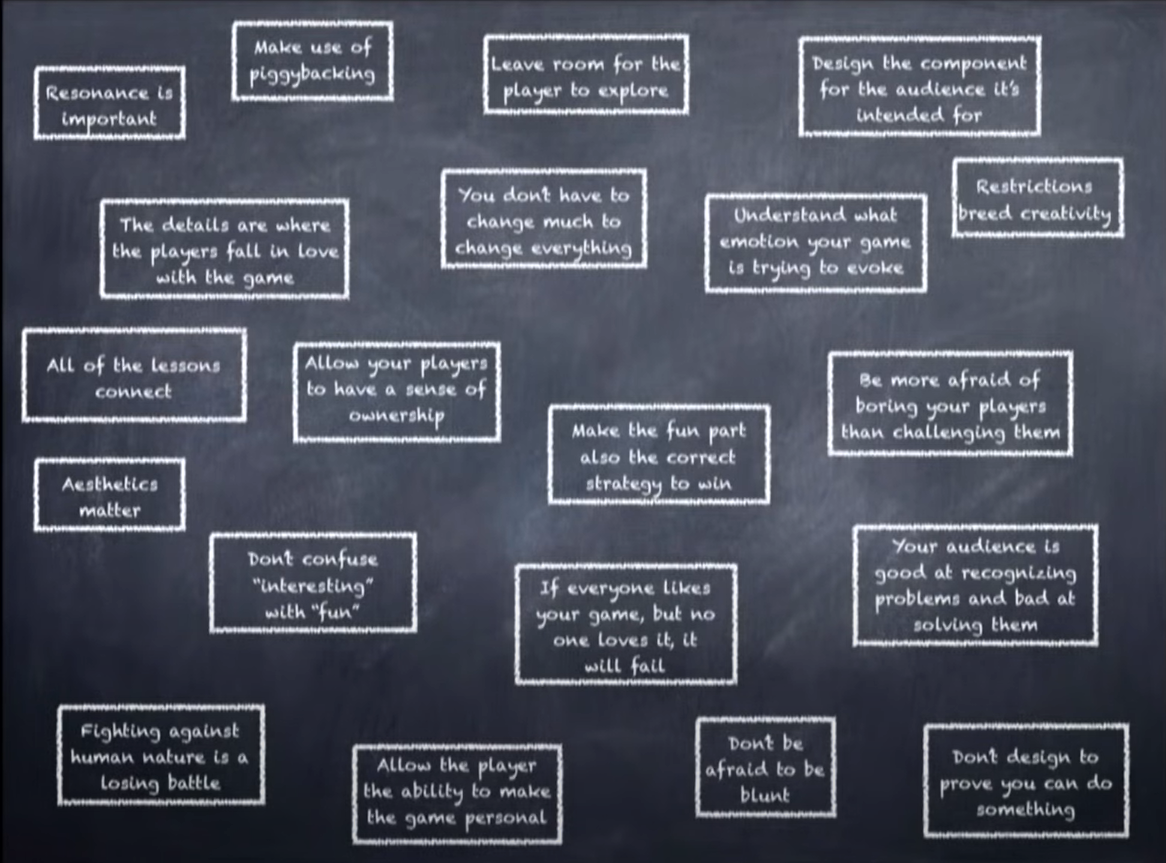 Make use of
piggybacking
Leave room for the
player to explore
Design the component
for the audience it's
intended for
Resonance is
important
Restrictions
breed creativity
You don't have to
change much to
change everything
Understand what
emotion your game
is trying to evoke
The details are where
the players fall in love
with the game
All of the lessons
connect
Allow your players
to have a sense of
ownership
Be more afraid of
boring your players
than challenging them
Make the fun part
also the correct
strategy to win
Aesthetics
matter
Don't confuse
"interesting"
with "fun"
Your audience is
good at recognizing
problems and bad at
solving them
If everyone likes
your game, but no
one loves it, it
will fail
Fighting against
human nature is a
losing battle
Allow the player
the ability to make
the game personal
Don't be
afraid to be
blunt
Don't design to
prove you can do
something